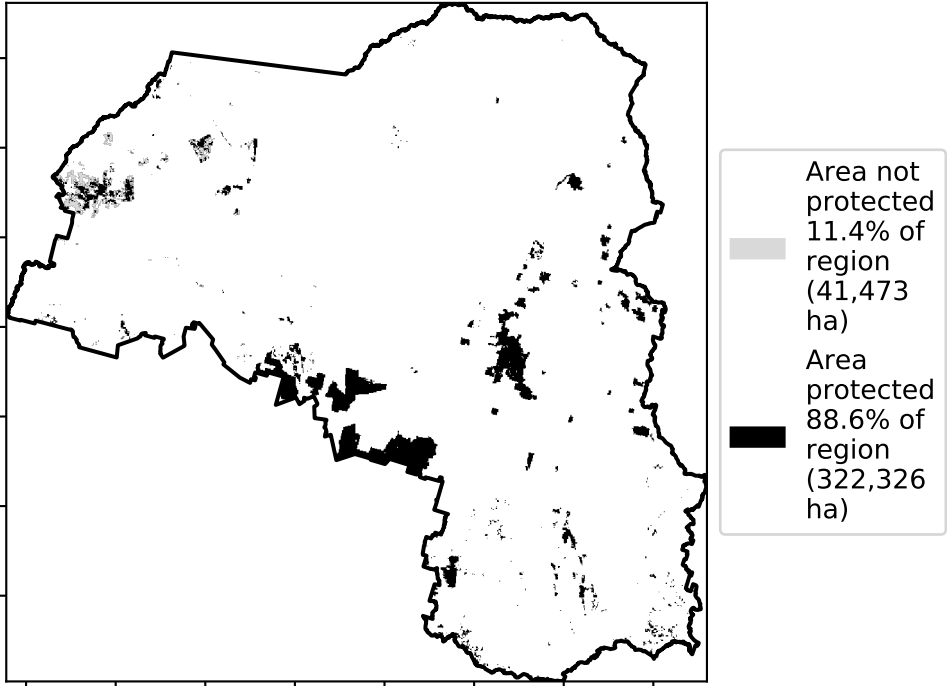 Area not
protected
11.4% of
region
(41,473
ha)
Area
protected
88.6% of
region
(322,326
ha)